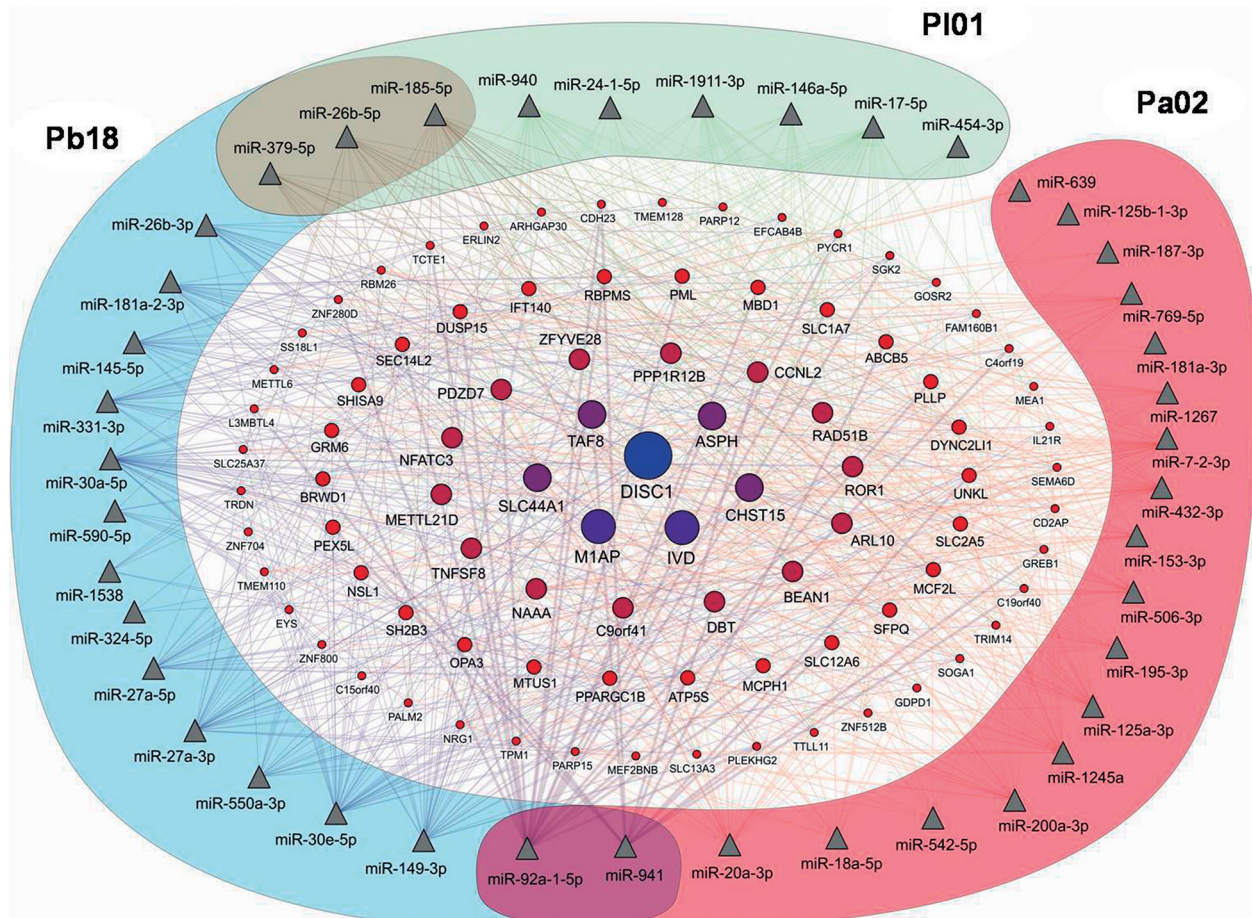 Pl01
Pa02
Pb18
miR-185-5p
miR-940
miR-24-1-5p
miR-1911-3p
miR-146a-5p
miR-26b-5p
miR-17-5p
miR-379-5p
miR-454-3p
miR-639
miR-125b-1-3p
miR-187-3p
miR-769-5p
miR-181a-3p
miR-1267
miR-7-2-3p
miR-432-3p
miR-153-3p
miR-506-3p
miR-195-3p
miR-125a-3p
miR-1245a
miR-200a-3p
miR-542-5p
miR-18a-5p
miR-20a-3p
miR-941
miR-92a-1-5p
miR-149-3p
miR-30e-5p
miR-550a-3p
miR-27a-3p
miR-27a-5p
miR-324-5p
miR-1538
miR-590-5p
miR-30a-5p
miR-331-3p
miR-145-5p
miR-181a-2-3p
miR-26b-3p
CDH23
TMEM128
PARP12
EFCAB4B
PYCR1
SGK2
GOSR2
FAM160B1
C4orf19
MEA1
IL21R
SEMA6D
CD2AP
GREB1
C19orf40
TRIM14
SOGA1
GDPD1
ZNF512B
TTLL11
PLEKHG2
SLC13A3
MEF2BNB
PARP15
TPM1
NRG1
PALM2
C15orf40
ZNF800
EYS
TMEM110
ZNF704
TRDN
SLC25A37
L3MBTL4
METTL6
SS18L1
ZNF280D
RBM26
TCTE1
ERLIN2
ARHGAP30
RBPMS
PML
MBD1
SLC1A7
ABCB5
PLLP
DYNC2LI1
UNKL
SLC2A5
MCF2L
SFPQ
SLC12A6
MCPH1
ATP5S
PPARGC1B
MTUS1
OPA3
SH2B3
NSL1
PEX5L
BRWD1
GRM6
SHISA9
SEC14L2
DUSP15
IFT140
ZFYVE28
PPP1R12B
CCNL2
RAD51B
ROR1
ARL10
BEAN1
DBT
C9orf41
NAAA
TNFSF8
METTL21D
NFATC3
PDZD7
TAF8
ASPH
DISC1
CHST15
IVD
M1AP
SLC44A1